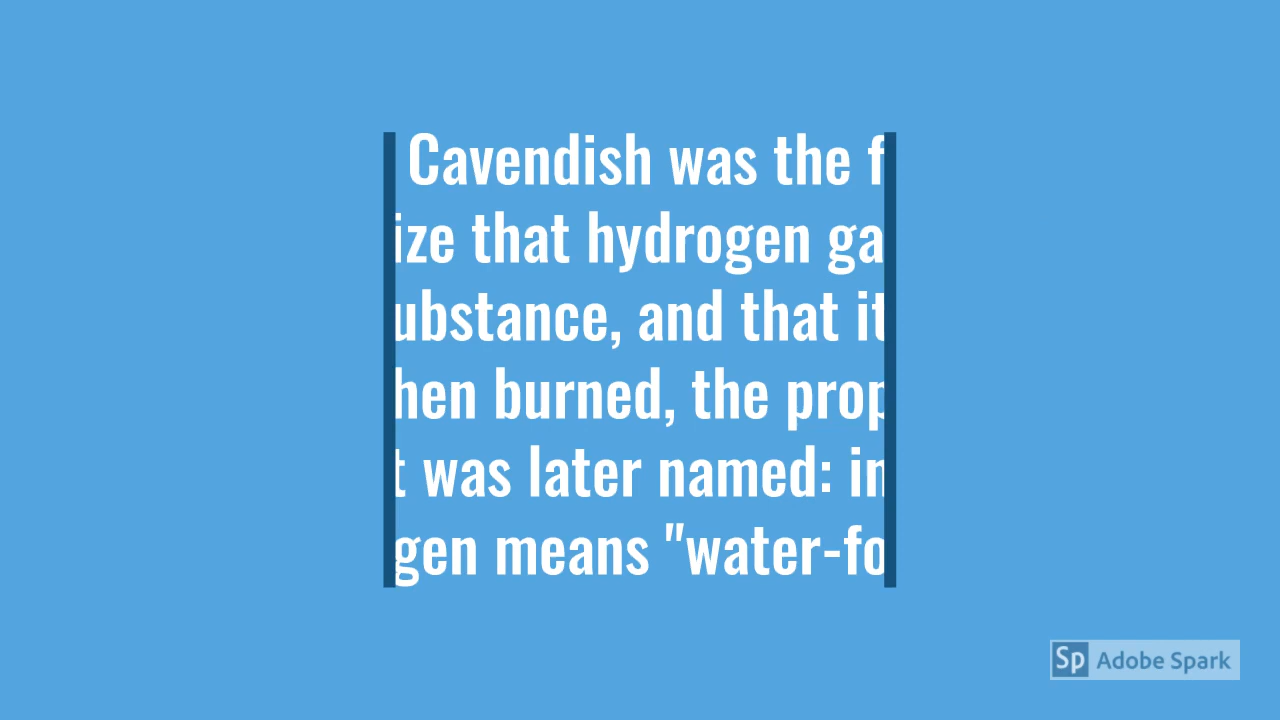 Cavendish was the f
ize that hydrogen ga
ubstance, and that it
hen burned, the prop
t was later named: in
gen means "water-fo
Sp Adobe Spark